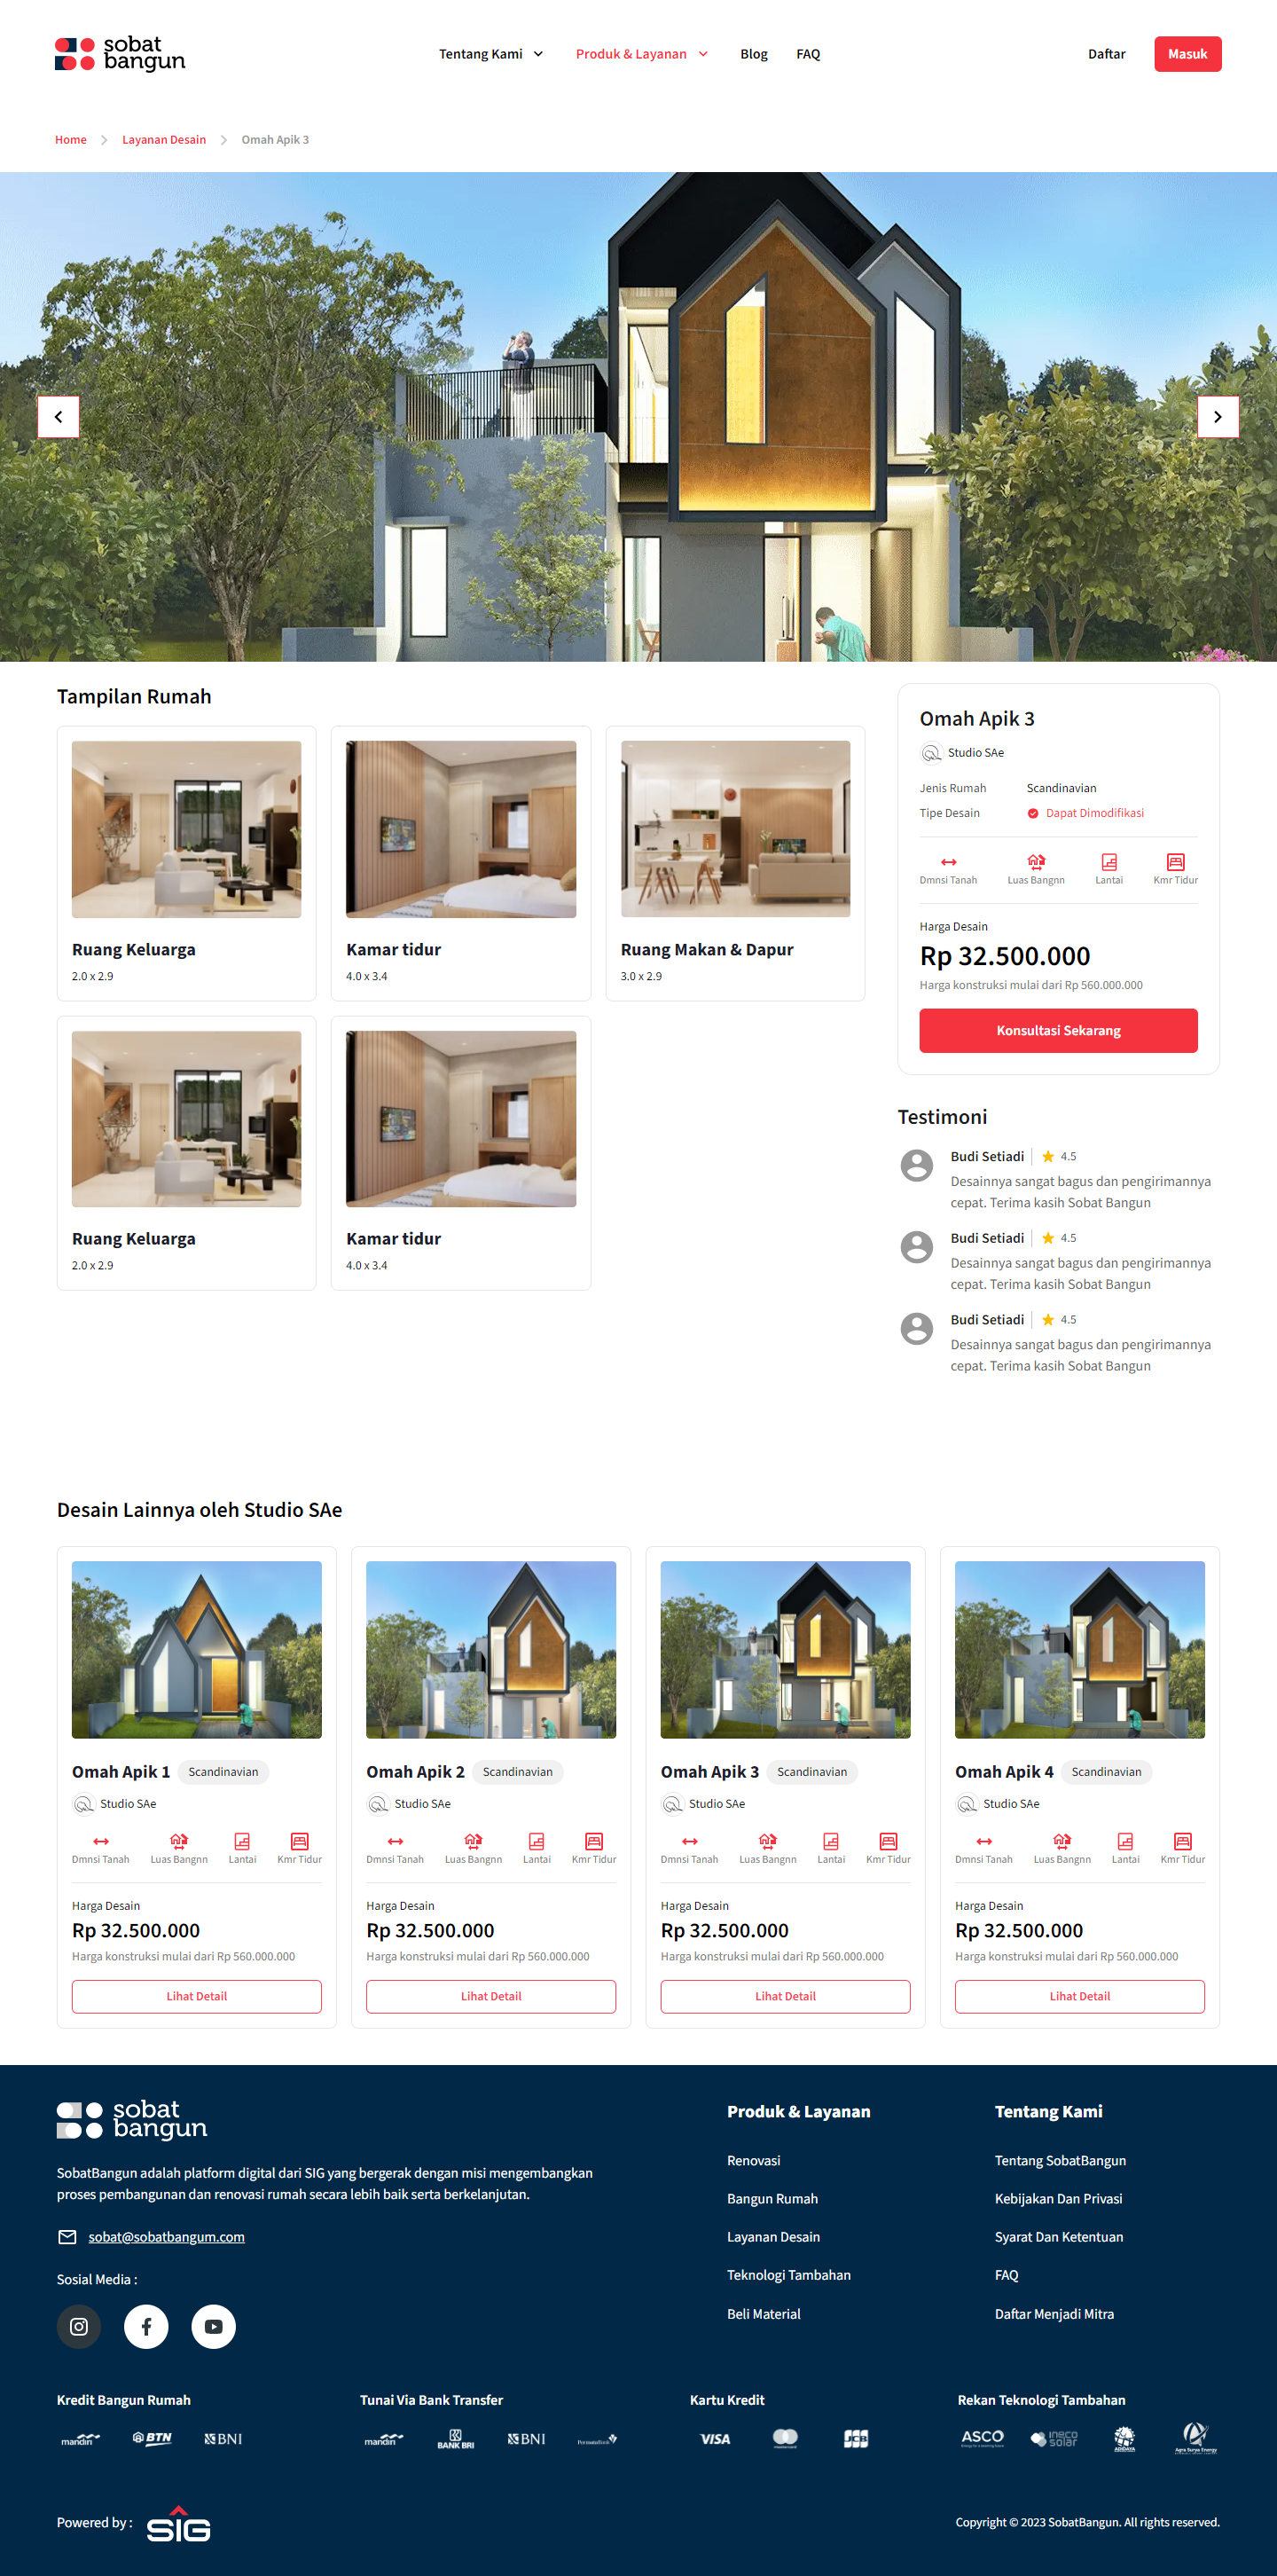 sobat
bangun
Tentang Kami
Produk & Layanan
Blog
FAQ
Daftar
Masuk
Home
Layanan Desain
Omah Apik 3
Tampilan Rumah
Ruang Keluarga
2.0 x 2.9
Kamar tidur
4.0 x 3.4
Ruang Makan & Dapur
3.0 x 2.9
Ruang Keluarga
2.0 x 2.9
Kamar tidur
4.0 x 3.4
Omah Apik 3
Studio SAe
Jenis Rumah Scandinavian
Tipe Desain Dapat Dimodifikasi
Dmnsi Tanah Luas Bangnn Lantai Kmr Tidur
Harga Desain
Rp 32.500.000
Harga konstruksi mulai dari Rp 560.000.000
Konsultasi Sekarang
Testimoni
Budi Setiadi 4.5
Desainnya sangat bagus dan pengirimannya
cepat. Terima kasih Sobat Bangun
Budi Setiadi 4.5
Desainnya sangat bagus dan pengirimannya
cepat. Terima kasih Sobat Bangun
Budi Setiadi 4.5
Desainnya sangat bagus dan pengirimannya
cepat. Terima kasih Sobat Bangun
Desain Lainnya oleh Studio SAe
Omah Apik 1 Scandinavian
Studio SAe
Dmnsi Tanah Luas Bangnn Lantai Kmr Tidur
Harga Desain
Rp 32.500.000
Harga konstruksi mulai dari Rp 560.000.000
Lihat Detail
Omah Apik 2 Scandinavian
Studio SAe
Dmnsi Tanah Luas Bangnn Lantai Kmr Tidur
Harga Desain
Rp 32.500.000
Harga konstruksi mulai dari Rp 560.000.000
Lihat Detail
Omah Apik 3 Scandinavian
Studio SAe
Dmnsi Tanah Luas Bangnn Lantai Kmr Tidur
Harga Desain
Rp 32.500.000
Harga konstruksi mulai dari Rp 560.000.000
Lihat Detail
Omah Apik 4 Scandinavian
Studio SAe
Dmnsi Tanah Luas Bangnn Lantai Kmr Tidur
Harga Desain
Rp 32.500.000
Harga konstruksi mulai dari Rp 560.000.000
Lihat Detail
sobat
bangun
SobatBangun adalah platform digital dari SIG yang bergerak dengan misi mengembangkan
proses pembangunan dan renovasi rumah secara lebih baik serta berkelanjutan.
sobat@sobatbangum.com
Sosial Media :
Produk & Layanan
Renovasi
Bangun Rumah
Layanan Desain
Teknologi Tambahan
Beli Material
Tentang Kami
Tentang SobatBangun
Kebijakan Dan Privasi
Syarat Dan Ketentuan
FAQ
Daftar Menjadi Mitra
Kredit Bangun Rumah
mandiri BTN BNI
Tunai Via Bank Transfer
mandiri BANK BRI BNI PermataBank
Kartu Kredit
VISA mastercard JCB
Rekan Teknologi Tambahan
ASCO ineco solar ADIDAYA Agra Surya Energy
Powered by : SIG
Copyright © 2023 SobatBangun. All rights reserved.